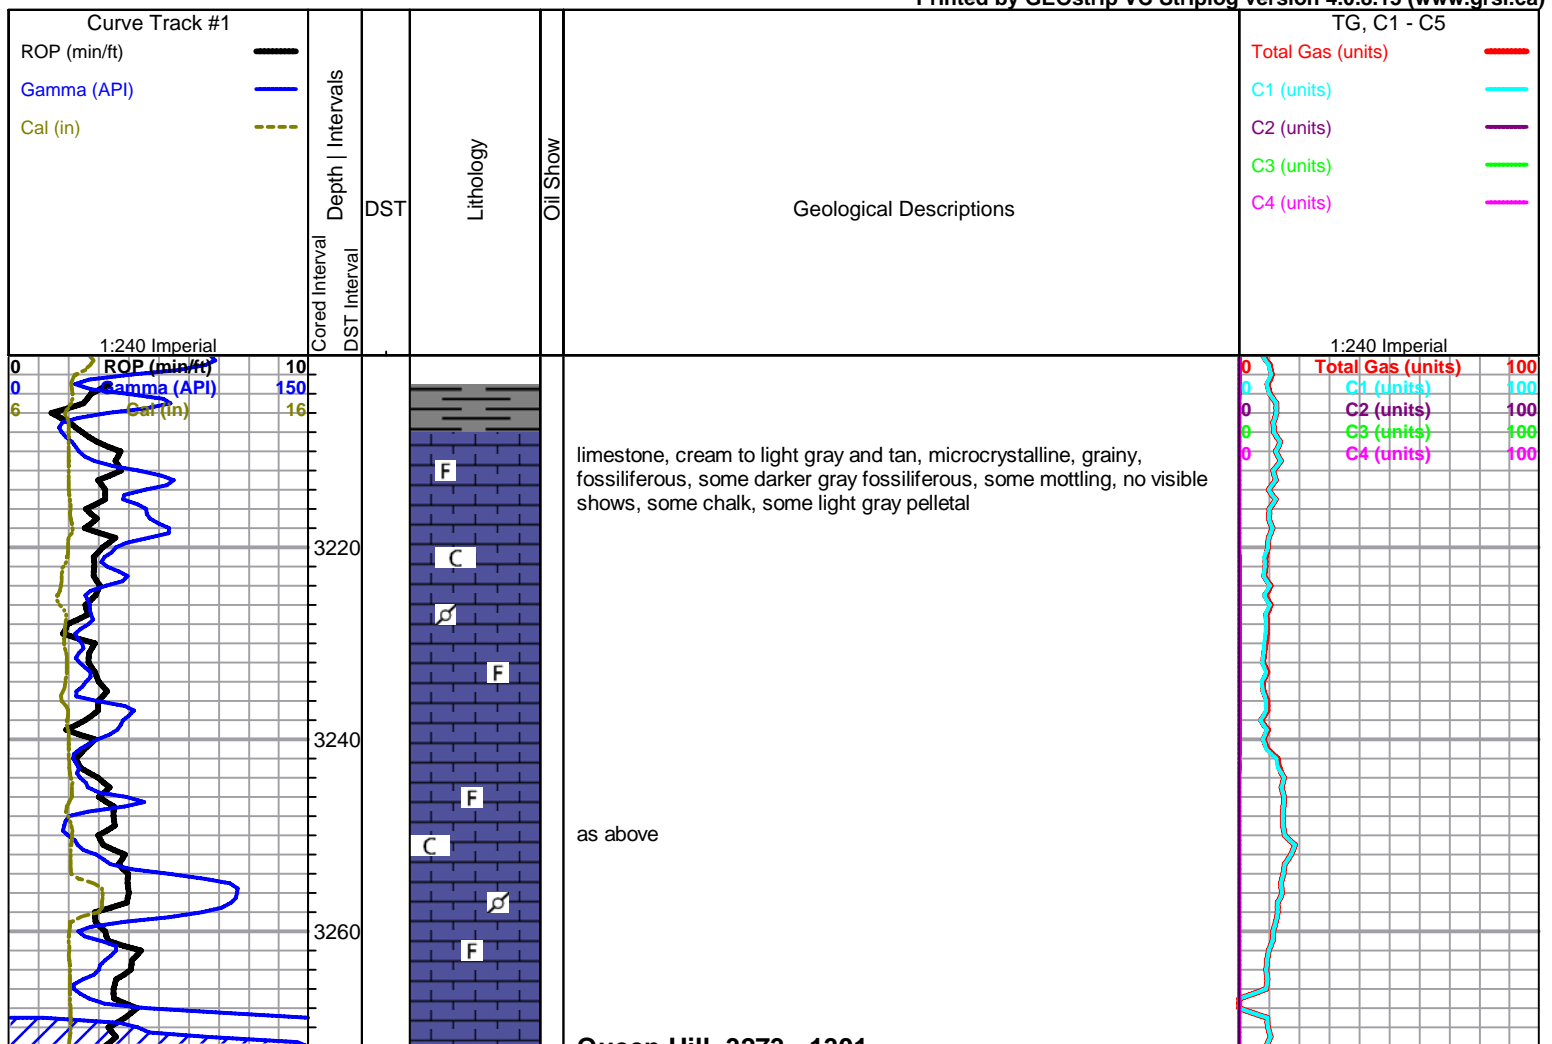 Curve Track #1
ROP (min/ft)
Gamma (API)
Cal (in)
1:240 Imperial
Cored Interval
Depth | Intervals
DST Interval
DST
Lithology
Oil Show
Geological Descriptions
TG, C1 - C5
Total Gas (units)
C1 (units)
C2 (units)
C3 (units)
C4 (units)
1:240 Imperial
0 ROP (min/ft) 10
0 Gamma (API) 150
6 Cal (in) 16
0 Total Gas (units) 100
0 C1 (units) 100
0 C2 (units) 100
0 C3 (units) 100
0 C4 (units) 100
F
limestone, cream to light gray and tan, microcrystalline, grainy,
fossiliferous, some darker gray fossiliferous, some mottling, no visible
shows, some chalk, some light gray pelletal
3220
C
F
3240
F
as above
C
3260
F